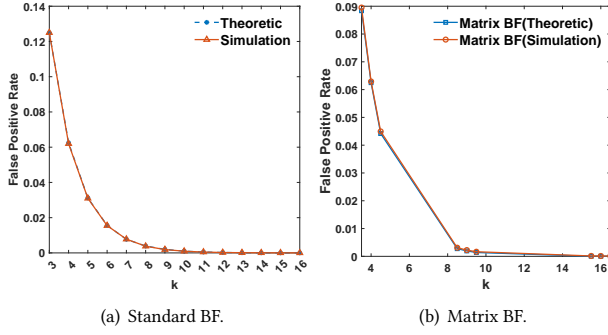 0.14
0.12
0.1
0.08
0.06
0.04
0.02
0
False Positive Rate
Theoretic
Simulation
3 4 5 6 7 8 9 10 11 12 13 14 15 16
k
(a) Standard BF.
0.09
0.08
0.07
0.06
0.05
0.04
0.03
0.02
0.01
0
False Positive Rate
Matrix BF(Theoretic)
Matrix BF(Simulation)
4 6 8 10 12 14 16
k
(b) Matrix BF.